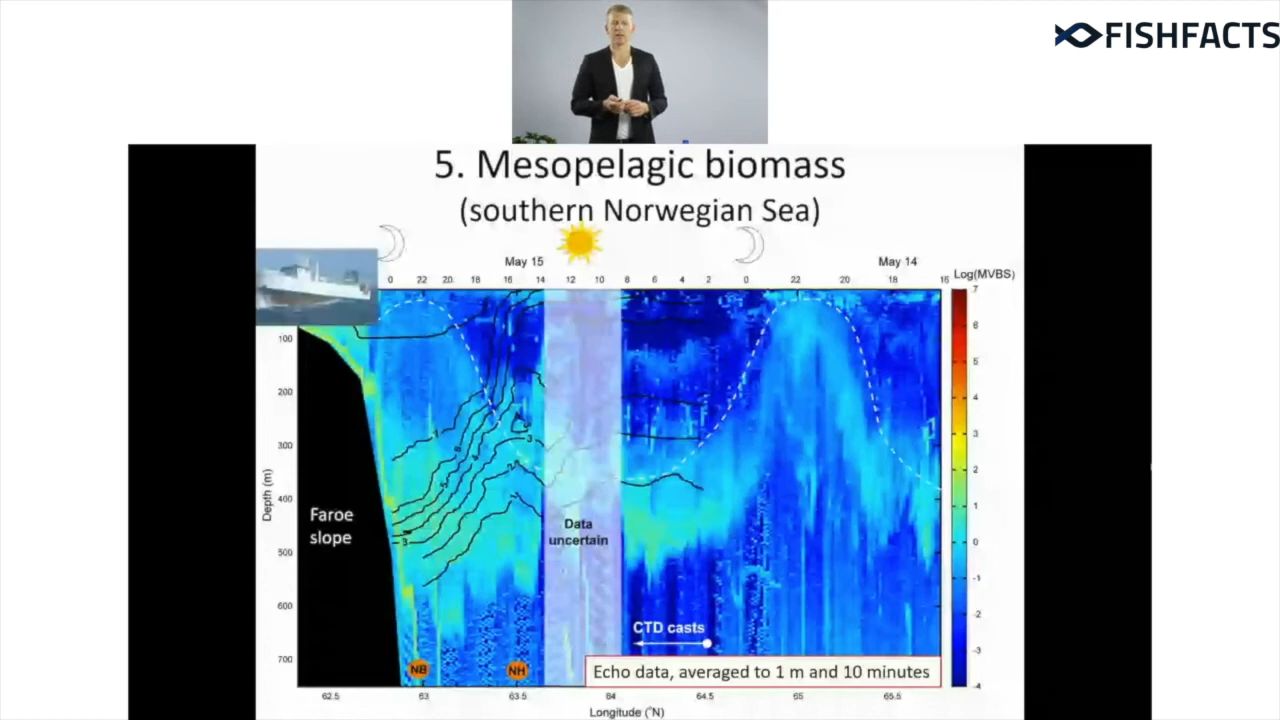 FISHFACTS
5. Mesopelagic biomass
(southern Norwegian Sea)
May 15
May 14
Log(MVBS)
0 22 20 18 16 14 12 10 8 6 4 2 0 22 20 18 16
7
6
5
4
3
2
1
0
-1
-2
-3
-4
100
200
300
400
500
600
700
Depth (m)
Faroe
slope
3
3
Data
uncertain
CTD casts
NB
NH
Echo data, averaged to 1 m and 10 minutes
62.5 63 63.5 64 64.5 65 65.5
Longitude (°N)